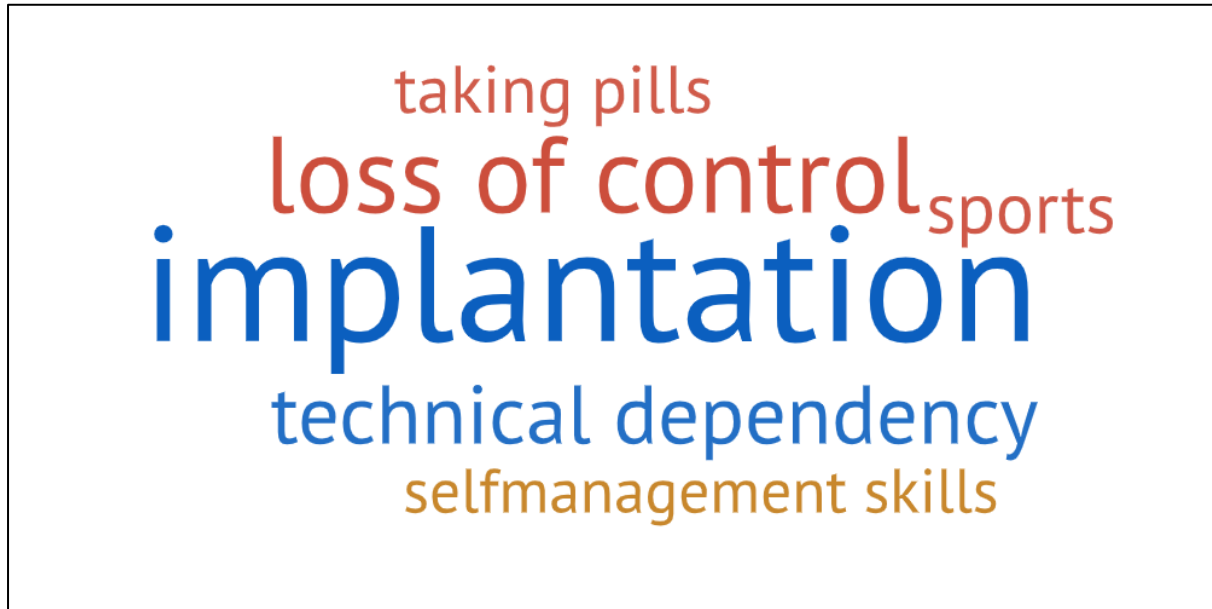 taking pills
loss of control
sports
implantation
technical dependency
selfmanagement skills